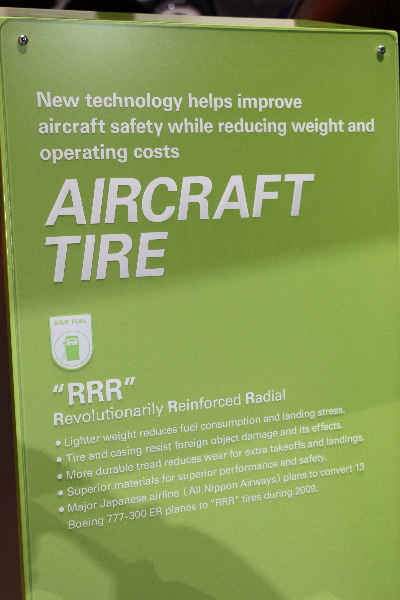 New technology helps improve
aircraft safety while reducing weight and
operating costs
AIRCRAFT
TIRE
SAVE FUEL
"RRR"
Revolutionarily Reinforced Radial
• Lighter weight reduces fuel consumption and landing stress.
• Tire and casing resist foreign object damage and its effects.
• More durable tread reduces wear for extra takeoffs and landings.
• Superior materials for superior performance and safety.
• Major Japanese airline (All Nippon Airways) plans to convert 13
Boeing 777-300 ER planes to "RRR" tires during 2009.